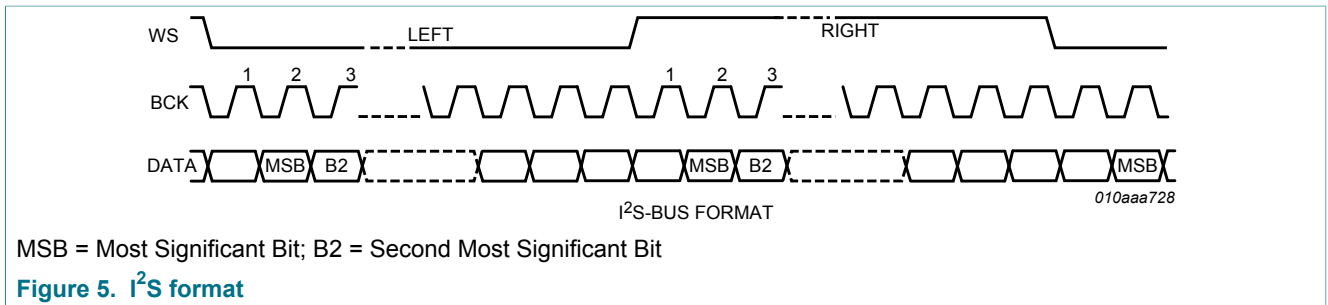 WS LEFT RIGHT
1 2 3 1 2 3
BCK
DATA MSB B2 MSB B2 MSB
010aaa728
I²S-BUS FORMAT
MSB = Most Significant Bit; B2 = Second Most Significant Bit
Figure 5. I²S format